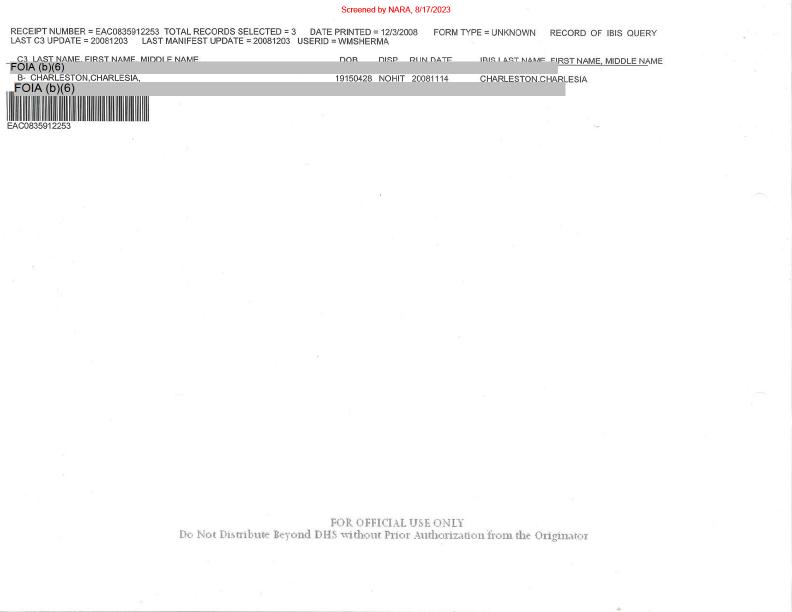 Screened by NARA, 8/17/2023
RECEIPT NUMBER = EAC0835912253 TOTAL RECORDS SELECTED = 3 DATE PRINTED = 12/3/2008 FORM TYPE = UNKNOWN RECORD OF IBIS QUERY
LAST C3 UPDATE = 20081203 LAST MANIFEST UPDATE = 20081203 USERID = WMSHERMA
C3 LAST NAME, FIRST NAME, MIDDLE NAME DOB DISP RUN DATE IBIS LAST NAME, FIRST NAME, MIDDLE NAME
FOIA (b)(6)
B- CHARLESTON,CHARLESIA, 19150428 NOHIT 20081114 CHARLESTON,CHARLESIA
FOIA (b)(6)
EAC0835912253
FOR OFFICIAL USE ONLY
Do Not Distribute Beyond DHS without Prior Authorization from the Originator